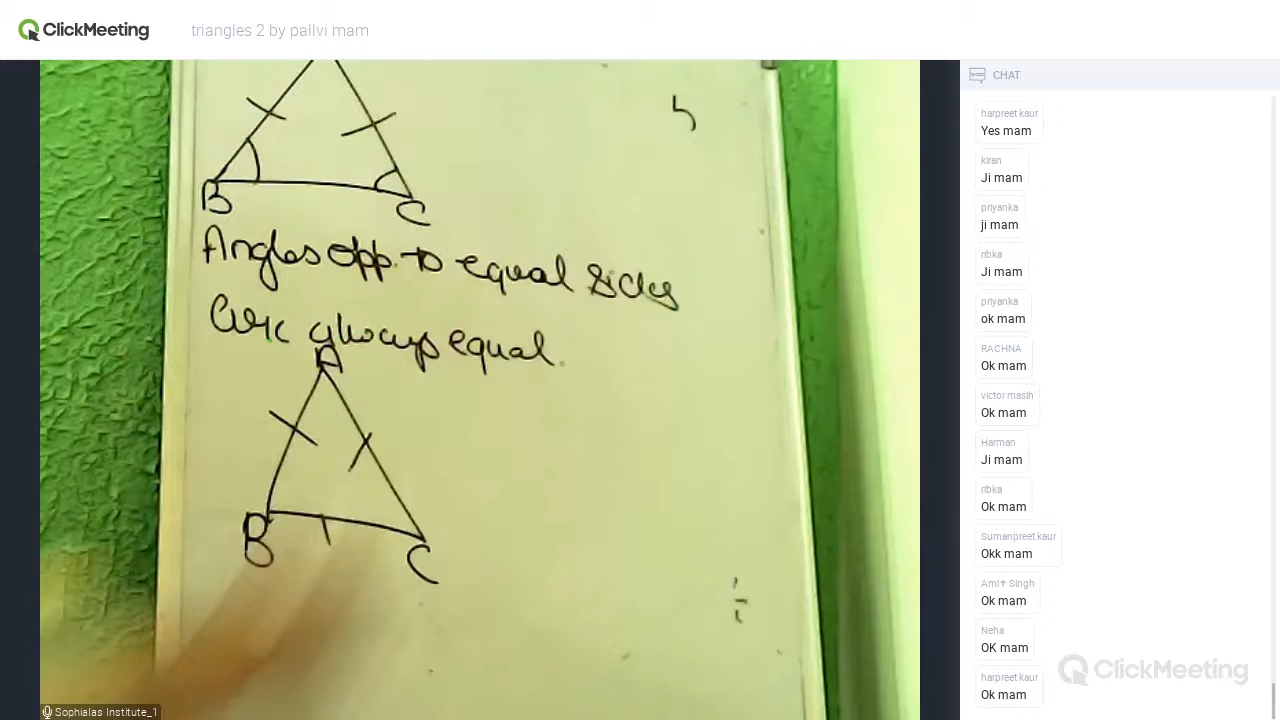 ClickMeeting
triangles 2 by pallvi mam
CHAT
B
C
Angles opp. to equal sides
are always equal.
A
B
C
harpreet kaur
Yes mam
kiran
Ji mam
priyanka
ji mam
ribka
Ji mam
priyanka
ok mam
RACHNA
Ok mam
victor masih
Ok mam
Harman
Ji mam
ribka
Ok mam
Sumanpreet kaur
Okk mam
Amit Singh
Ok mam
Neha
OK mam
harpreet kaur
Ok mam
ClickMeeting
Sophialas Institute_1